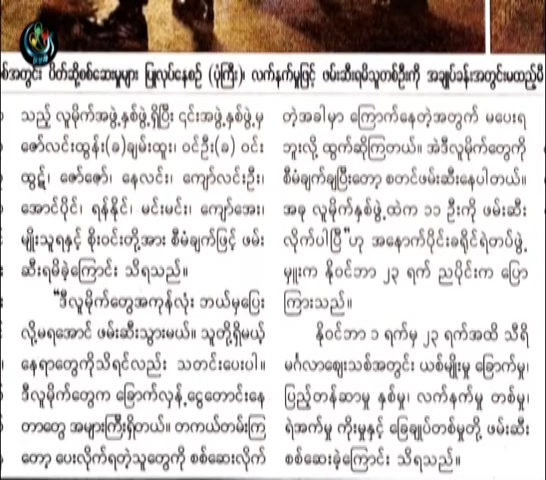 စ်အတွင်း ပိတ်ဆို့စစ်ဆေးမှုများ ပြုလုပ်နေစဉ် (ပုံကြီး)၊ လက်နက်မှုဖြင့် ဖမ်းဆီးရမိသူတစ်ဦးကို အချုပ်ခန်းအတွင်းမထည့်မီ
သည့် လူမိုက်အဖွဲ့နှစ်ဖွဲ့ရှိပြီး ၎င်းအဖွဲ့နှစ်ဖွဲ့မှ
ဇော်လင်းထွန်း(ခ)ချမ်းထူး၊ ဝင်ဦး(ခ) ဝင်း
ထွဋ်၊ ဇော်ဇော်၊ နေလင်း၊ ကျော်လင်းဦး၊
အောင်ပိုင်၊ ရန်နိုင်၊ မင်းမင်း၊ ကျော်အေး၊
မျိုးသူရနှင့် စိုးဝင်းတို့အား စီမံချက်ဖြင့် ဖမ်း
ဆီးရမိခဲ့ကြောင်း သိရသည်။
"ဒီလူမိုက်တွေအကုန်လုံး ဘယ်မှပြေး
လို့မရအောင် ဖမ်းဆီးသွားမယ်။ သူတို့ရှိမယ့်
နေရာတွေကိုသိရင်လည်း သတင်းပေးပါ။
ဒီလူမိုက်တွေက ခြောက်လှန့်ငွေတောင်းနေ
တာတွေ အများကြီးရှိတယ်။ တကယ်တမ်းကြ
တော့ ပေးလိုက်ရတဲ့သူတွေကို စစ်ဆေးလိုက်
တဲ့အခါမှာ ကြောက်နေတဲ့အတွက် မပေးရ
ဘူးလို့ ထွက်ဆိုကြတယ်။ အဲဒီလူမိုက်တွေကို
စီမံချက်ချပြီးတော့ စတင်ဖမ်းဆီးနေပါတယ်။
အခု လူမိုက်နှစ်ဖွဲ့ထဲက ၁၁ ဦးကို ဖမ်းဆီး
လိုက်ပါပြီ"ဟု အနောက်ပိုင်းခရိုင်ရဲတပ်ဖွဲ့
မှူးက နိုဝင်ဘာ ၂၃ ရက် ညပိုင်းက ပြော
ကြားသည်။
နိုဝင်ဘာ ၁ ရက်မှ ၂၃ ရက်အထိ သီရိ
မင်္ဂလာဈေးသစ်အတွင်း ယစ်မျိုးမှု ခြောက်မှု၊
ပြည့်တန်ဆာမှု နှစ်မှု၊ လက်နက်မှု တစ်မှု၊
ရဲအက်မှု ကိုးမှုနှင့် ခြေချုပ်တစ်မှုတို့ ဖမ်းဆီး
စစ်ဆေးခဲ့ကြောင်း သိရသည်။